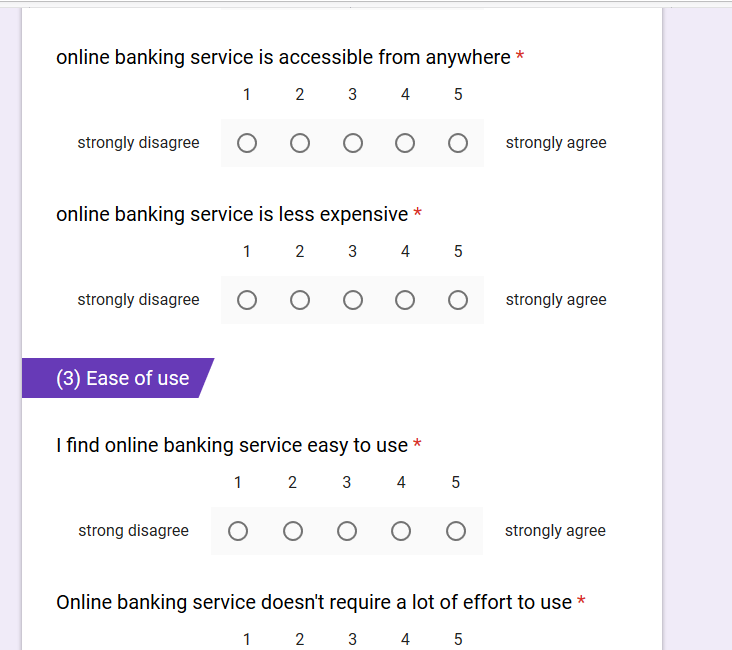 online banking service is accessible from anywhere *
1 2 3 4 5
strongly disagree strongly agree
online banking service is less expensive *
1 2 3 4 5
strongly disagree strongly agree
(3) Ease of use
I find online banking service easy to use *
1 2 3 4 5
strong disagree strongly agree
Online banking service doesn't require a lot of effort to use *
1 2 3 4 5